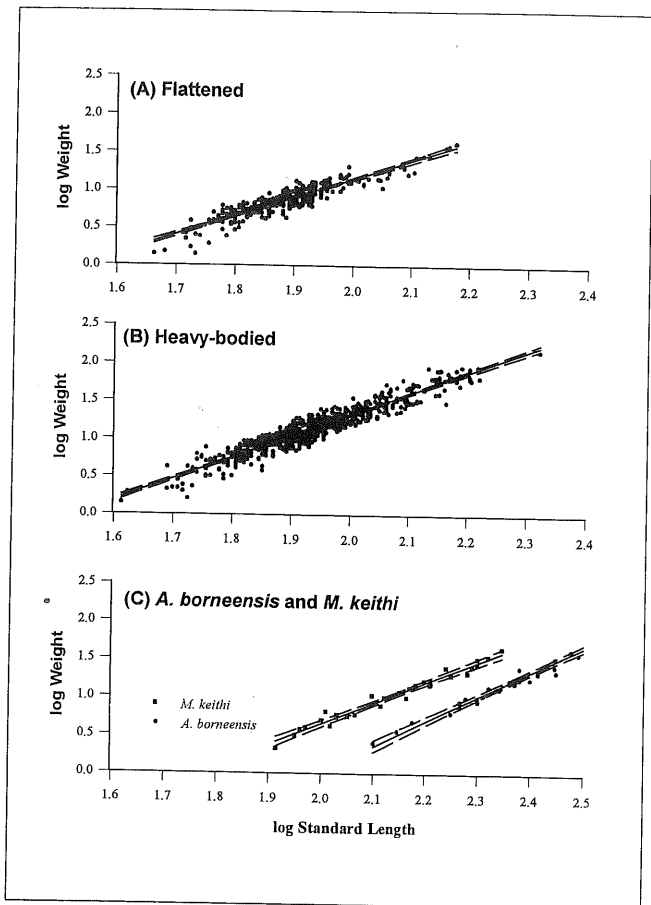 (A) Flattened
log Weight
2.5
2.0
1.5
1.0
0.5
0.0
1.6 1.7 1.8 1.9 2.0 2.1 2.2 2.3 2.4
(B) Heavy-bodied
log Weight
2.5
2.0
1.5
1.0
0.5
0.0
1.6 1.7 1.8 1.9 2.0 2.1 2.2 2.3 2.4
(C) A. borneensis and M. keithi
log Weight
2.5
2.0
1.5
1.0
0.5
0.0
M. keithi
A. borneensis
1.6 1.7 1.8 1.9 2.0 2.1 2.2 2.3 2.4 2.5
log Standard Length